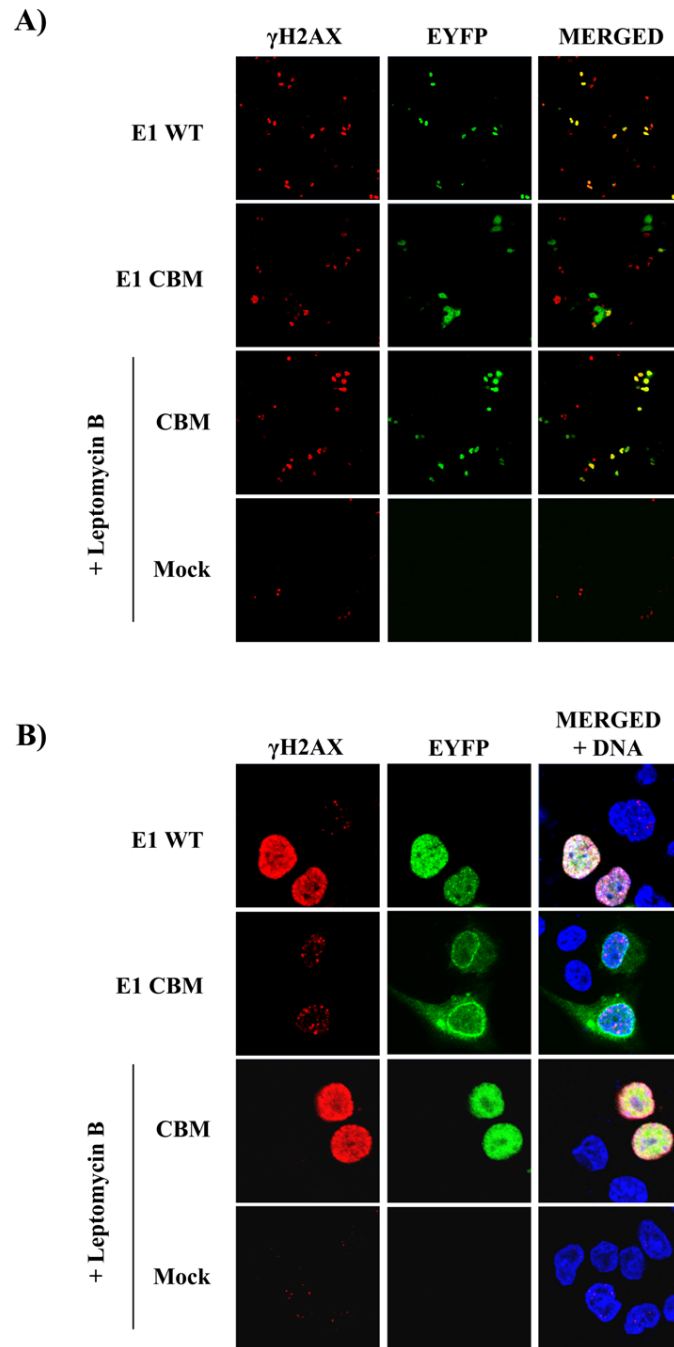 A)
γH2AX EYFP MERGED
E1 WT
E1 CBM
+ Leptomycin B
CBM
Mock
B)
γH2AX EYFP MERGED
+ DNA
E1 WT
E1 CBM
+ Leptomycin B
CBM
Mock